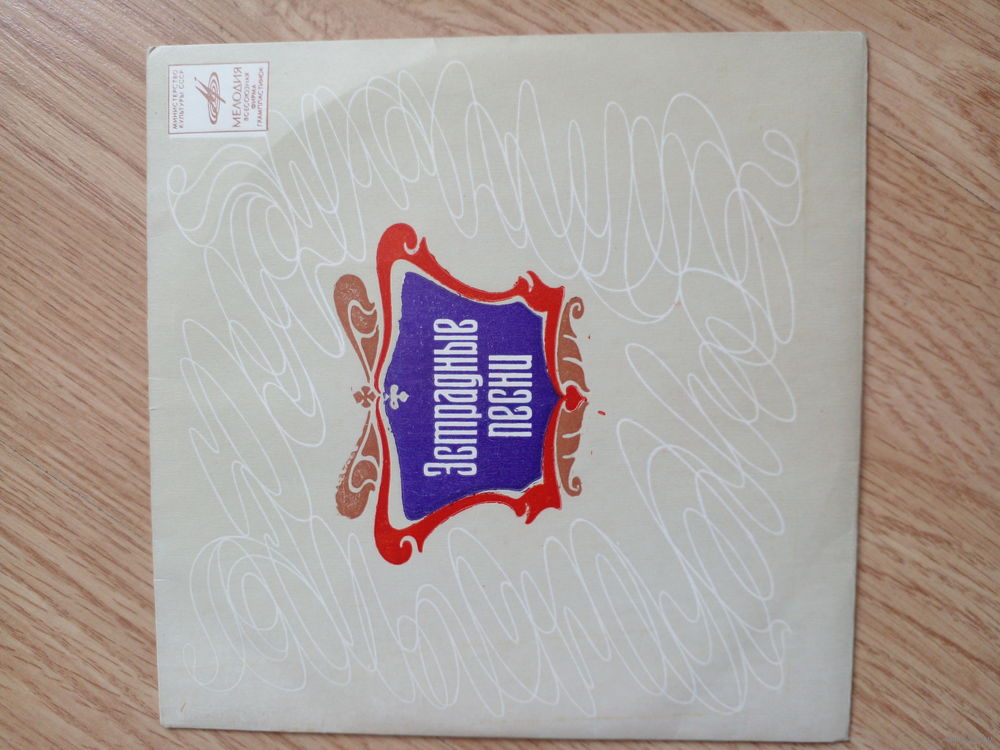 МИНИСТЕРСТВО
КУЛЬТУРЫ СССР
МЕЛОДИЯ
ВСЕСОЮЗНАЯ
ФИРМА
ГРАМПЛАСТИНОК
Эстрадные
песни